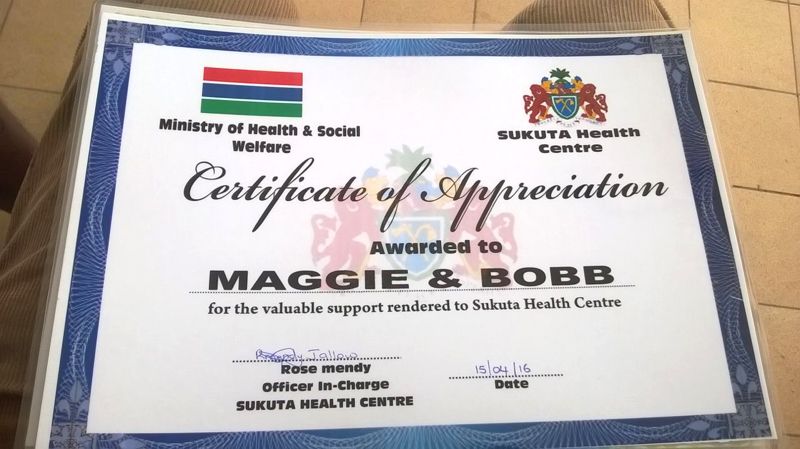 Ministry of Health & Social
Welfare
SUKUTA Health
Centre
Certificate of Appreciation
Awarded to
MAGGIE & BOBB
for the valuable support rendered to Sukuta Health Centre
Jallow
Rose mendy
Officer In-Charge
SUKUTA HEALTH CENTRE
15/04/16
Date